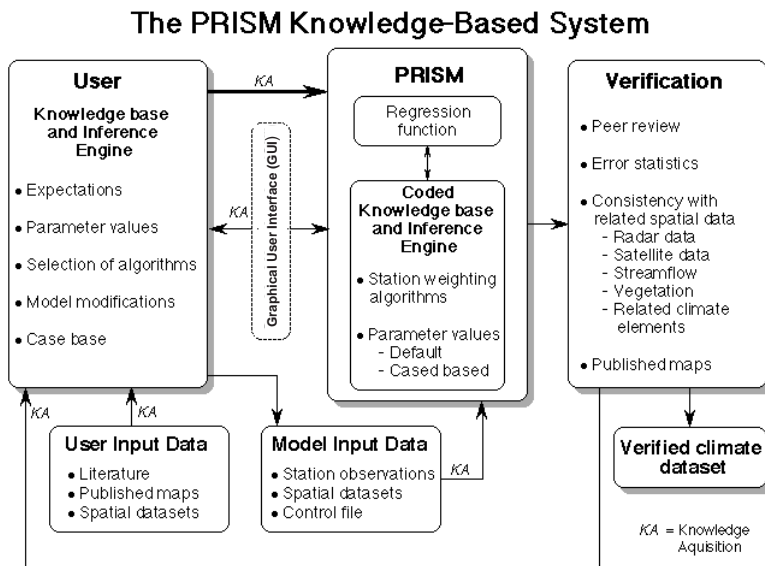 The PRISM Knowledge-Based System
User
Knowledge base
and Inference
Engine
• Expectations
• Parameter values
• Selection of algorithms
• Model modifications
• Case base
KA
KA
Graphical User Interface (GUI)
PRISM
Regression
function
Coded
Knowledge base
and Inference
Engine
• Station weighting
algorithms
• Parameter values
- Default
- Cased based
Verification
• Peer review
• Error statistics
• Consistency with
related spatial data
- Radar data
- Satellite data
- Streamflow
- Vegetation
- Related climate
elements
• Published maps
KA
KA
User Input Data
• Literature
• Published maps
• Spatial datasets
Model Input Data
• Station observations
• Spatial datasets
• Control file
KA
Verified climate
dataset
KA = Knowledge
Aquisition